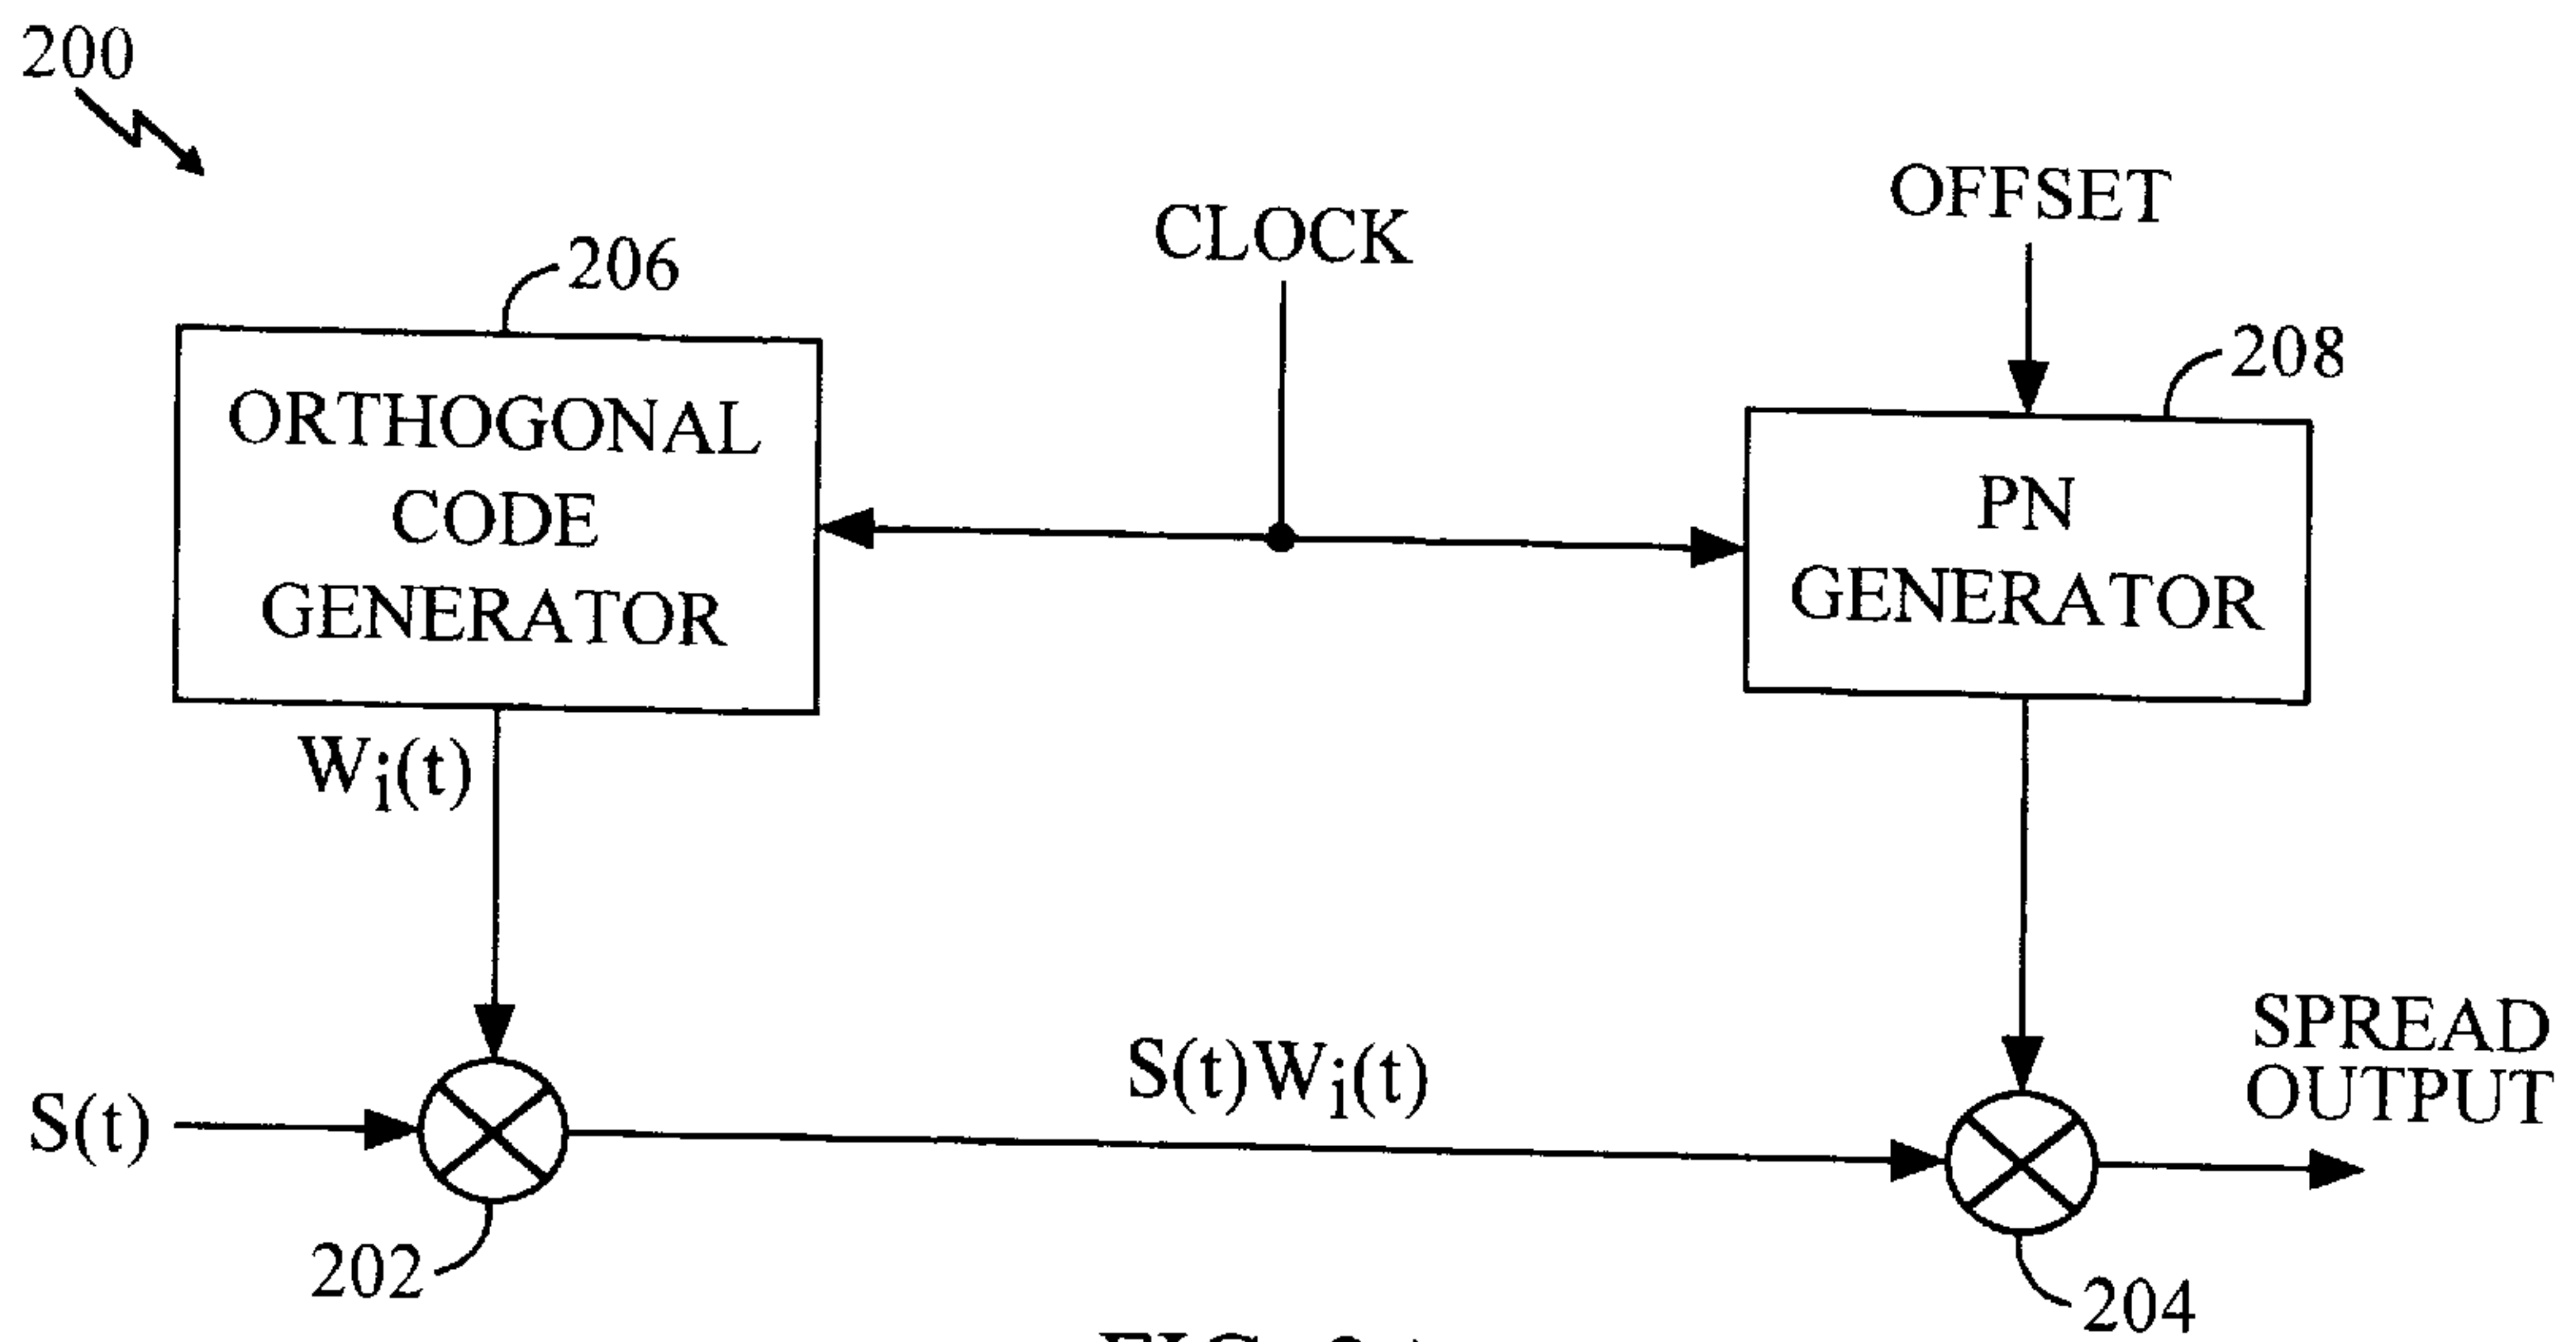 200
OFFSET
CLOCK
206
208
ORTHOGONAL
CODE
GENERATOR
PN
GENERATOR
Wi(t)
SPREAD
OUTPUT
S(t)Wi(t)
S(t)
202
204